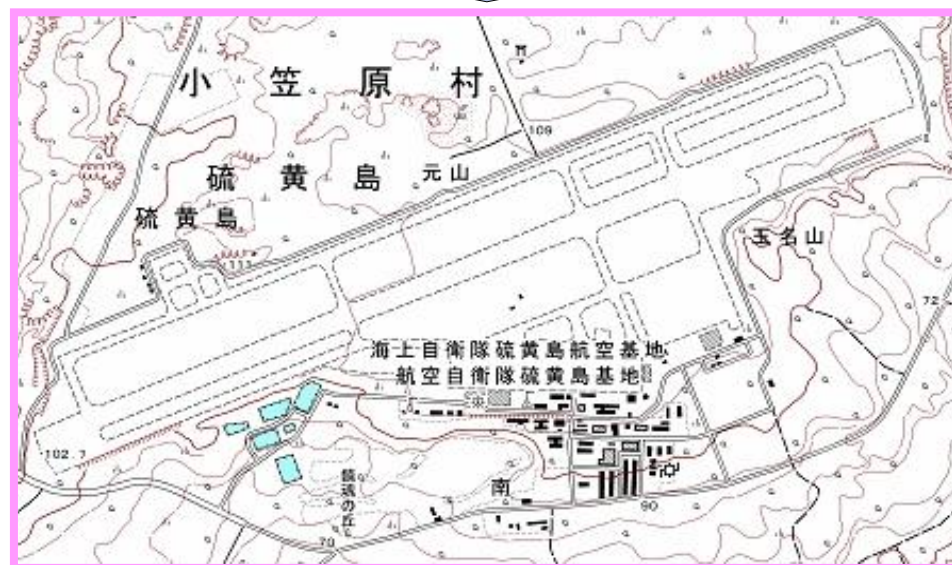 小笠原村
109
硫黄島
元山
硫黄島
玉名山
111
72
海上自衛隊硫黄島航空基地
航空自衛隊硫黄島基地
102.7
南
90
70